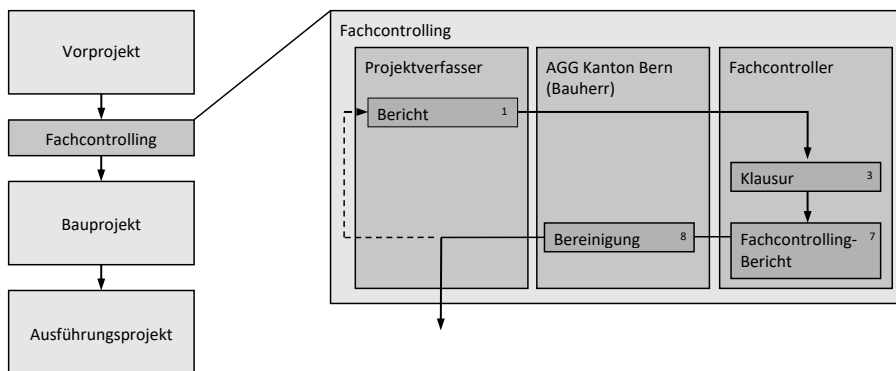 Vorprojekt
Fachcontrolling
Bauprojekt
Ausführungsprojekt
Fachcontrolling
Projektverfasser
Bericht 1
AGG Kanton Bern
(Bauherr)
Bereinigung 8
Fachcontroller
Klausur 3
Fachcontrolling- 7
Bericht